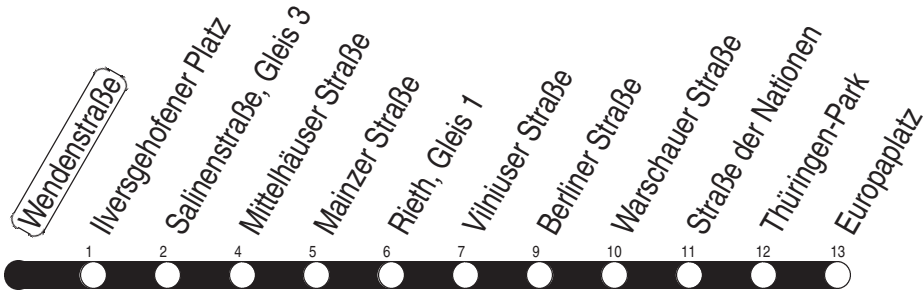 Wendenstraße
Ilversgehofener Platz
Salinenstraße, Gleis 3
Mittelhäuser Straße
Mainzer Straße
Rieth, Gleis 1
Vilniuser Straße
Berliner Straße
Warschauer Straße
Straße der Nationen
Thüringen-Park
Europaplatz
1 2 4 5 6 7 9 10 11 12 13